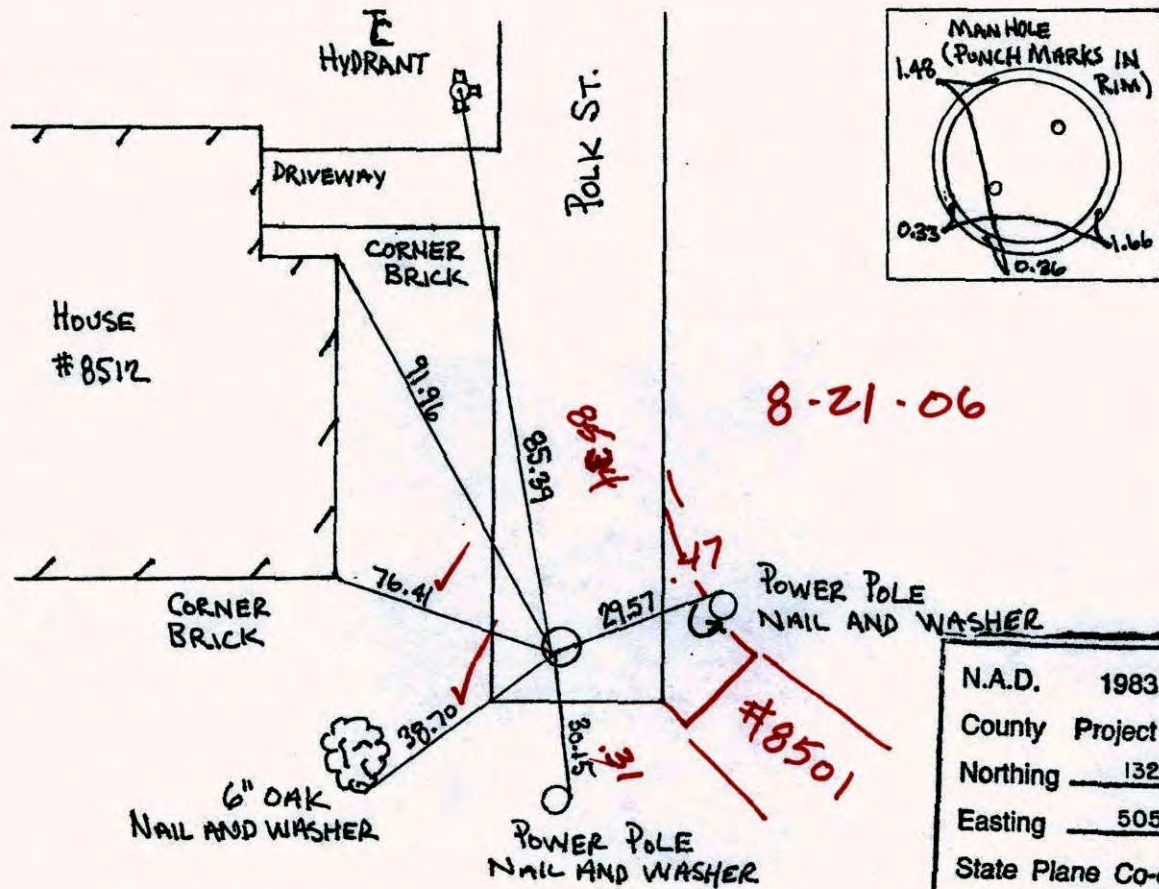 HYDRANT
MANHOLE
(PUNCH MARKS IN
RIM)
1.48
0.33
1.66
0.26
POLK ST.
DRIVEWAY
CORNER
BRICK
HOUSE
#8512
91.96
85.39
8-21-06
76.41
CORNER
BRICK
29.57
.47
POWER POLE
NAIL AND WASHER
38.70
30.15
.31
#8501
6" OAK
NAIL AND WASHER
POWER POLE
NAIL AND WASHER
N.A.D. 1983
County Project
Northing 132
Easting 505
State Plane Co-